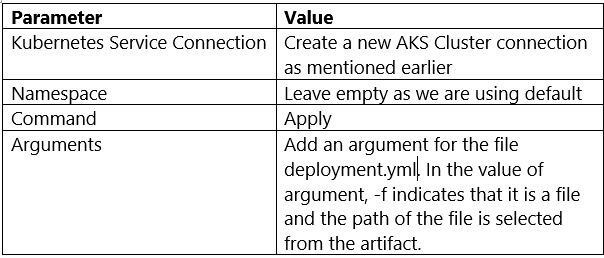 Parameter Value
Kubernetes Service Connection Create a new AKS Cluster connection
as mentioned earlier
Namespace Leave empty as we are using default
Command Apply
Arguments Add an argument for the file
deployment.yml. In the value of
argument, -f indicates that it is a file
and the path of the file is selected
from the artifact.